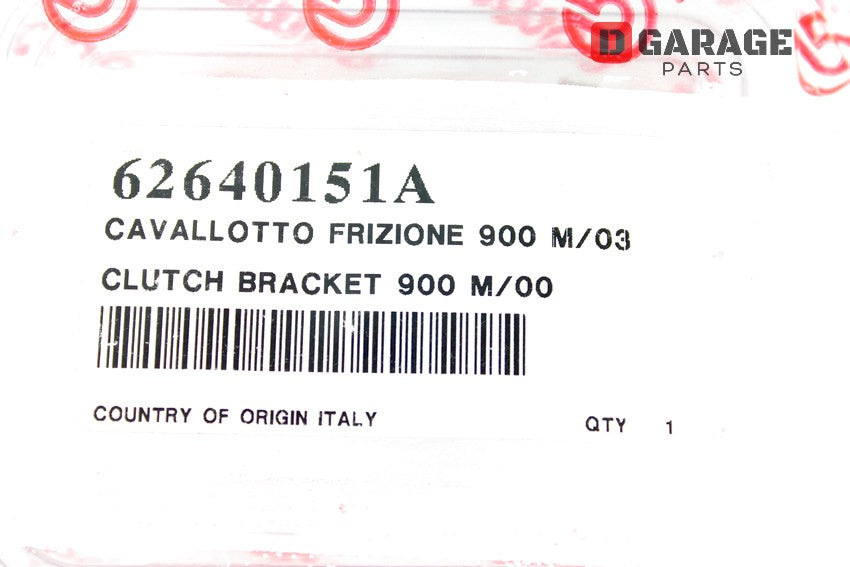 D GARAGE
PARTS
62640151A
CAVALLOTTO FRIZIONE 900 M/03
CLUTCH BRACKET 900 M/00
COUNTRY OF ORIGIN ITALY
QTY 1